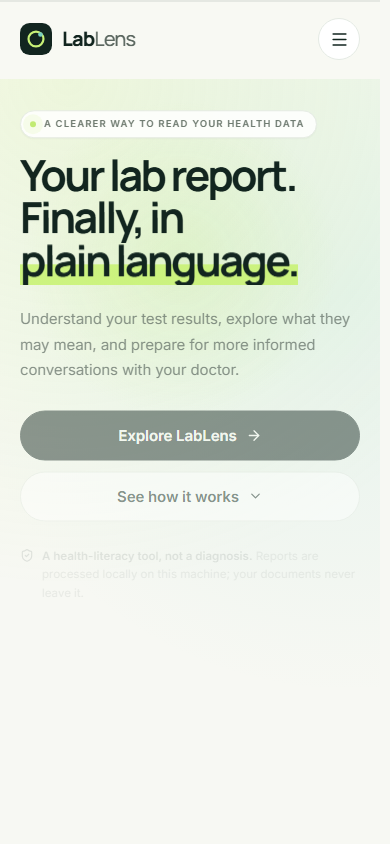 LabLens
A CLEARER WAY TO READ YOUR HEALTH DATA
Your lab report.
Finally, in
plain language.
Understand your test results, explore what they
may mean, and prepare for more informed
conversations with your doctor.
Explore LabLens
See how it works
A health-literacy tool, not a diagnosis. Reports are
processed locally on this machine; your documents never
leave it.